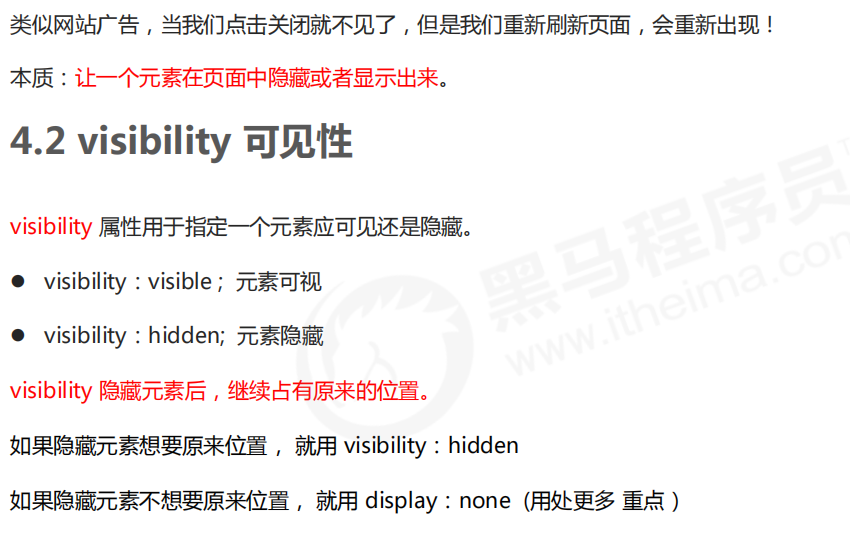 类似网站广告，当我们点击关闭就不见了，但是我们重新刷新页面，会重新出现！
本质：让一个元素在页面中隐藏或者显示出来。
4.2 visibility 可见性
visibility 属性用于指定一个元素应可见还是隐藏。
● visibility：visible ;  元素可视
● visibility：hidden;  元素隐藏
visibility 隐藏元素后，继续占有原来的位置。
如果隐藏元素想要原来位置， 就用 visibility：hidden
如果隐藏元素不想要原来位置， 就用 display：none  (用处更多 重点 ）
黑马程序员
www.itheima.com